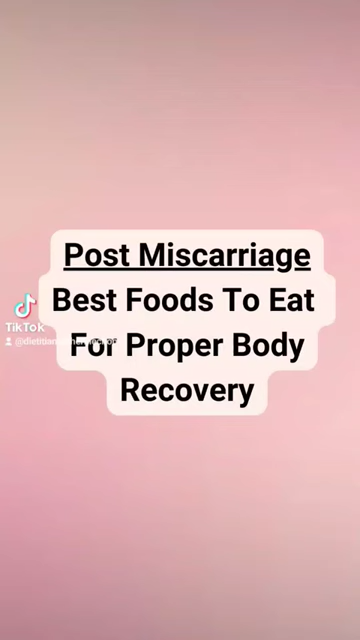 Post Miscarriage
Best Foods To Eat
TikTok
For Proper Body
Recovery